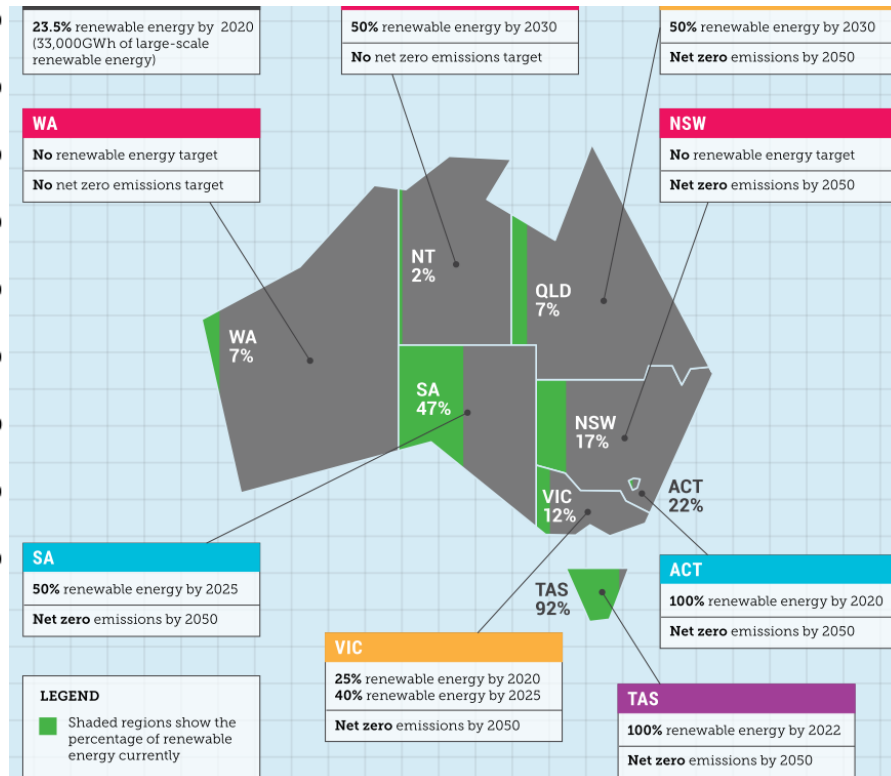 23.5% renewable energy by 2020
(33,000GWh of large-scale
renewable energy)
50% renewable energy by 2030
No net zero emissions target
50% renewable energy by 2030
Net zero emissions by 2050
WA
No renewable energy target
No net zero emissions target
NSW
No renewable energy target
Net zero emissions by 2050
NT
2%
QLD
7%
WA
7%
SA
47%
NSW
17%
VIC
12%
ACT
22%
TAS
92%
SA
50% renewable energy by 2025
Net zero emissions by 2050
ACT
100% renewable energy by 2020
Net zero emissions by 2050
VIC
25% renewable energy by 2020
40% renewable energy by 2025
Net zero emissions by 2050
TAS
100% renewable energy by 2022
Net zero emissions by 2050
LEGEND
Shaded regions show the
percentage of renewable
energy currently